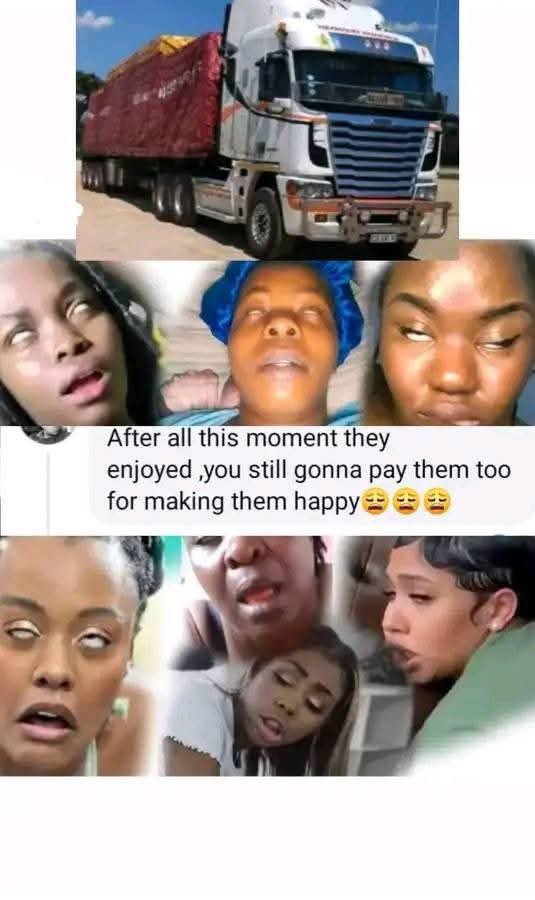 After all this moment they
enjoyed ,you still gonna pay them too
for making them happy😩😩😩